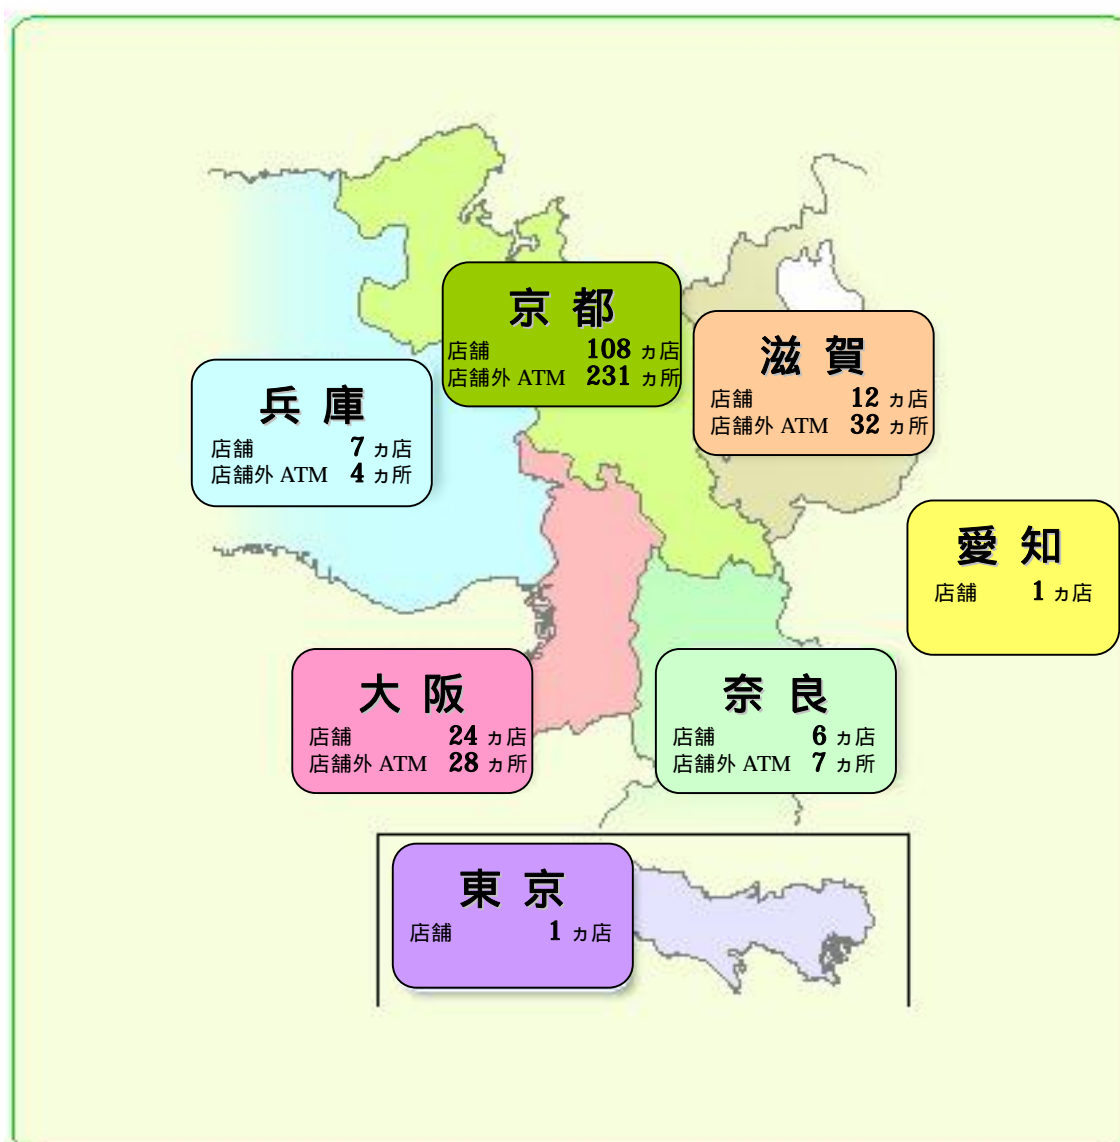 京都
店舗 108 ヵ店
店舗外 ATM 231 ヵ所
滋賀
店舗 12 ヵ店
店舗外 ATM 32 ヵ所
兵庫
店舗 7 ヵ店
店舗外 ATM 4 ヵ所
愛知
店舗 1 ヵ店
大阪
店舗 24 ヵ店
店舗外 ATM 28 ヵ所
奈良
店舗 6 ヵ店
店舗外 ATM 7 ヵ所
東京
店舗 1 ヵ店